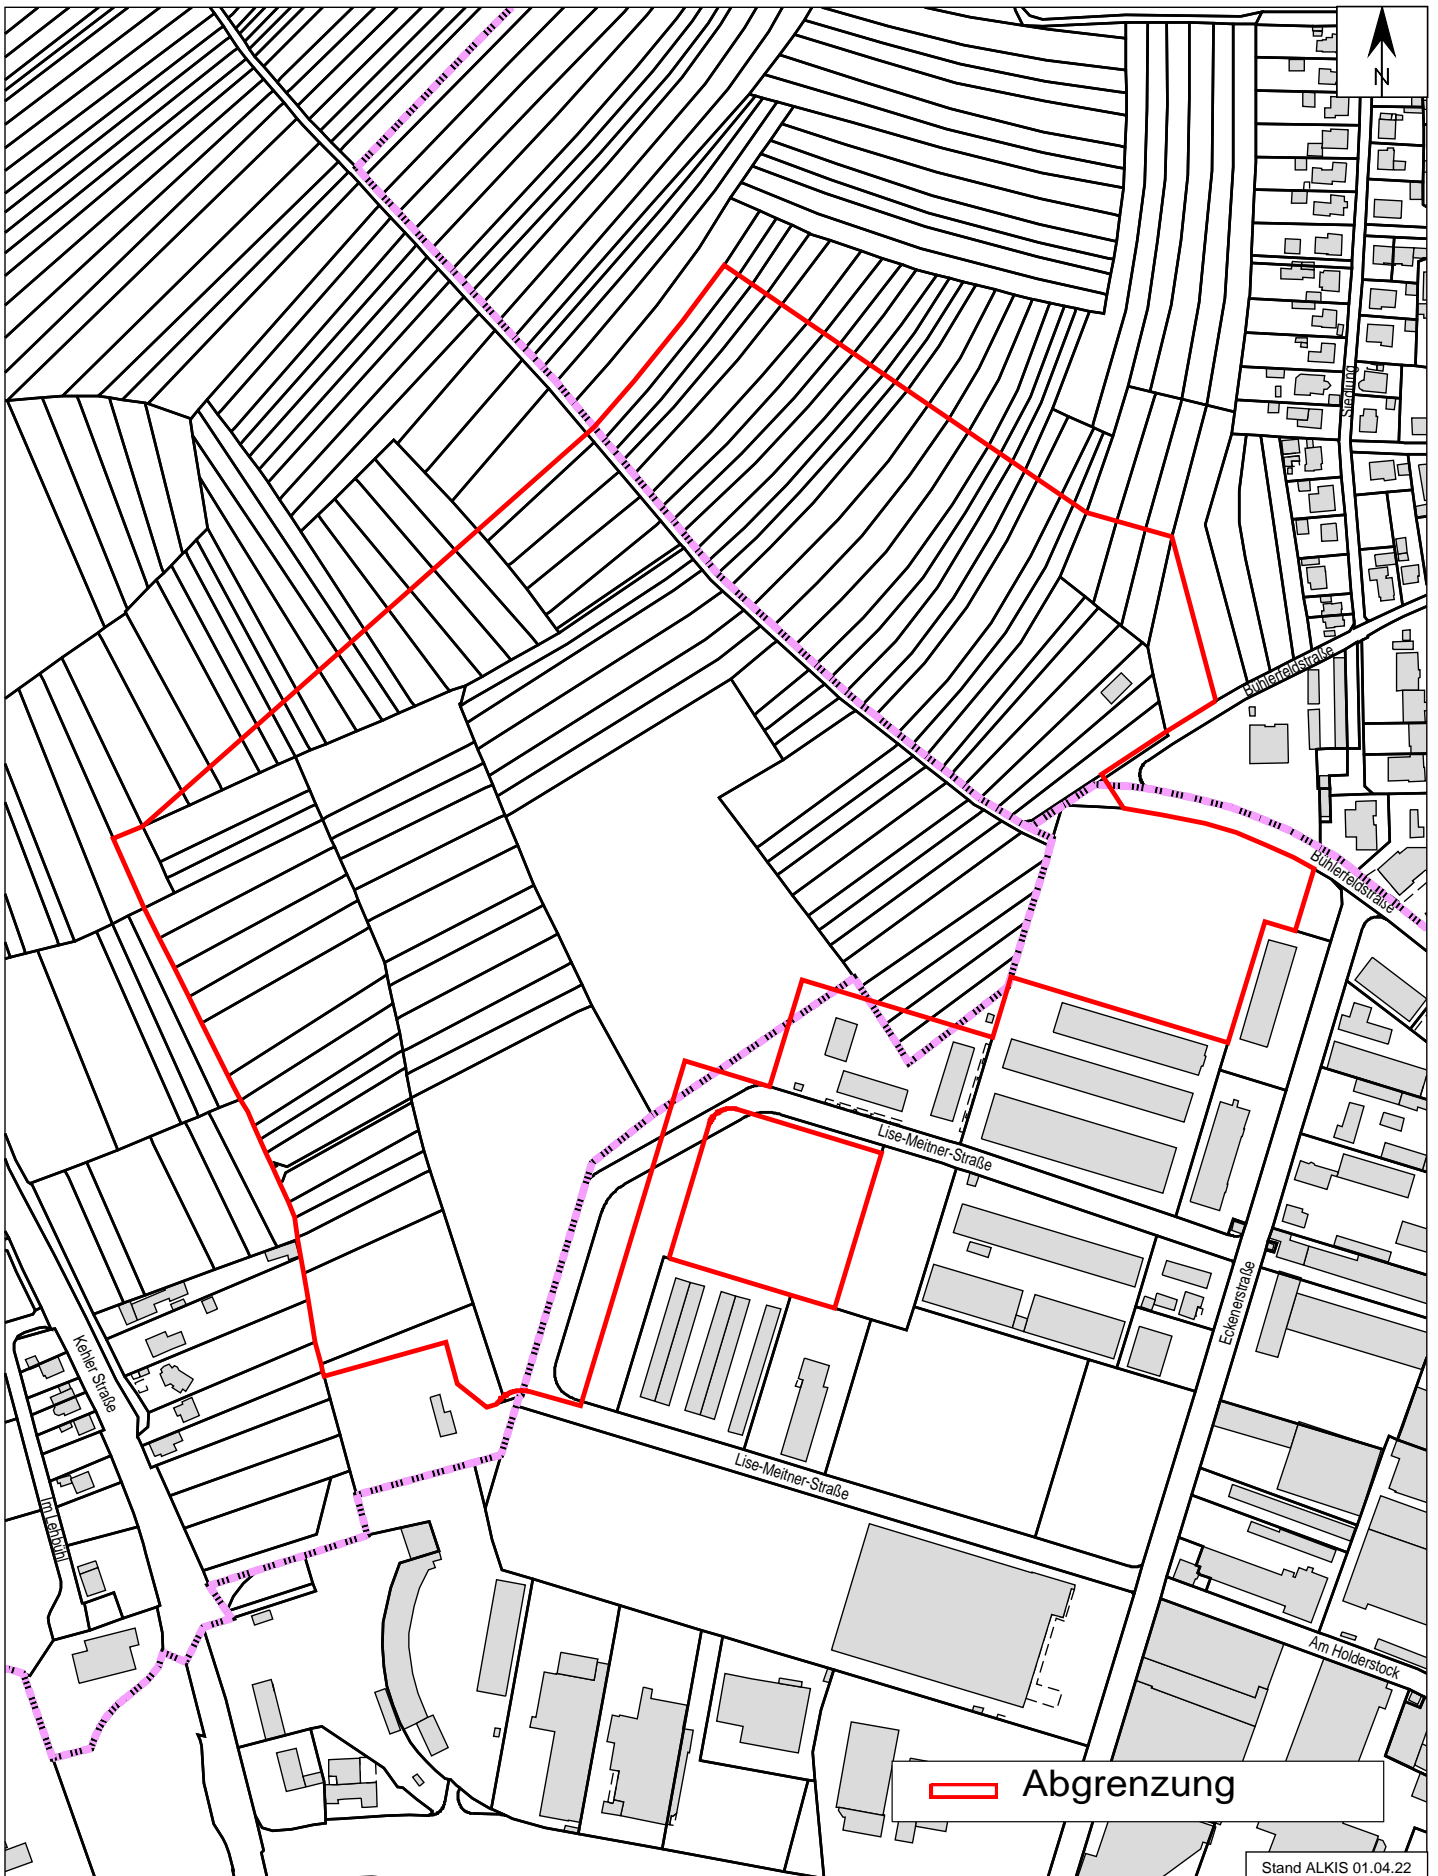 N
Siedlung
Bühlerfeldstraße
Bühlerfeldstraße
Lise-Meitner-Straße
Eckenerstraße
Kehler Straße
Lise-Meitner-Straße
Im Lehbühl
Am Holderstock
Abgrenzung
Stand ALKIS 01.04.22